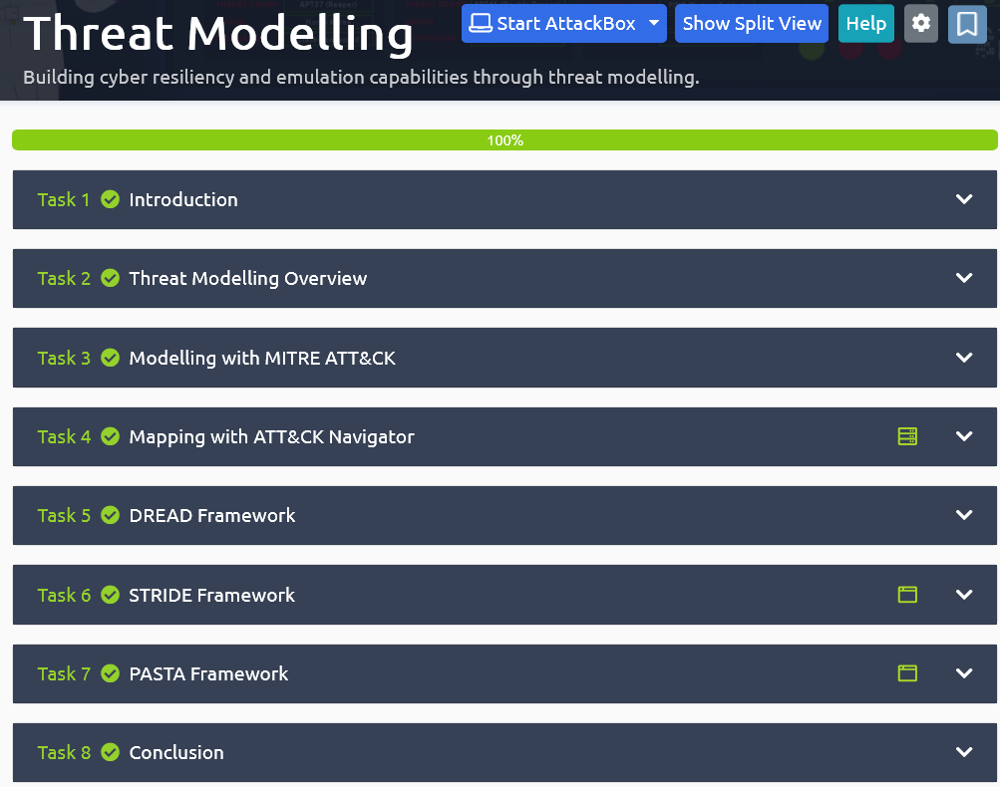 Threat Modelling
Start AttackBox
Show Split View
Help
Building cyber resiliency and emulation capabilities through threat modelling.
100%
Task 1 Introduction
Task 2 Threat Modelling Overview
Task 3 Modelling with MITRE ATT&CK
Task 4 Mapping with ATT&CK Navigator
Task 5 DREAD Framework
Task 6 STRIDE Framework
Task 7 PASTA Framework
Task 8 Conclusion